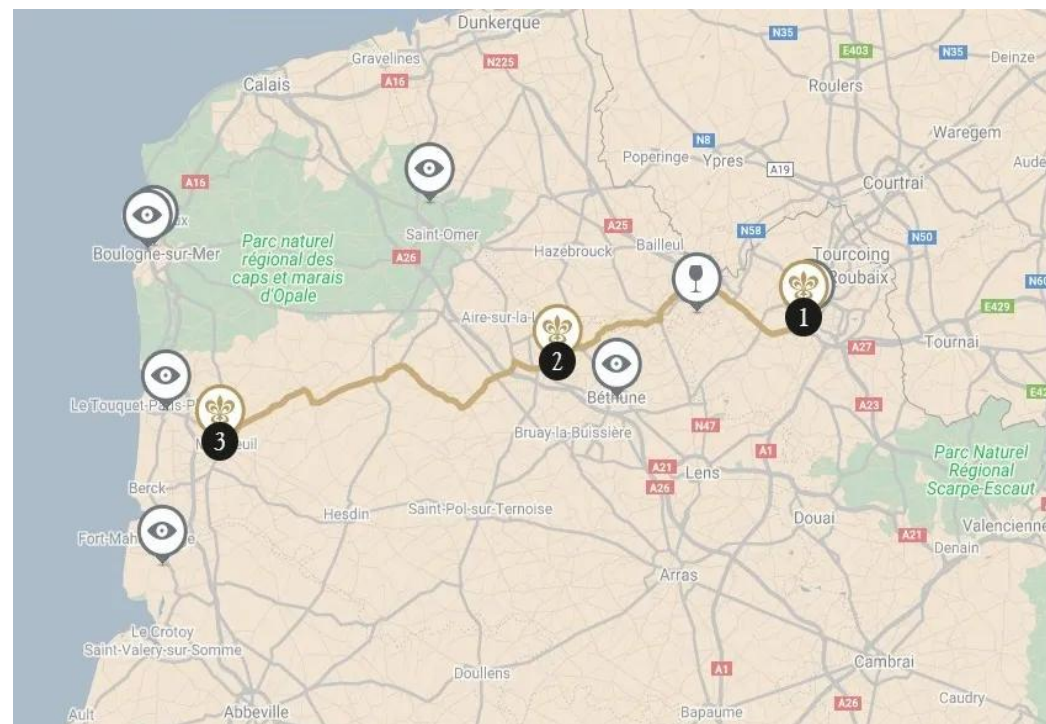 Dunkerque
N35
E403
N35
Deinze
Gravelines
N225
Calais
A16
Roulers
Waregem
N8
Poperinge
Ypres
A19
Courtrai
A16
Saint-Omer
A25
Bailleul
N58
N50
Boulogne-sur-Mer
Parc naturel
régional des
caps et marais
d'Opale
A26
Hazebrouck
Tourcoing
Roubaix
E429
Aire-sur-la-
1
Tournai
2
A27
Béthune
A23
Le Touquet-Paris-P
3
Bruay-la-Buissière
N47
A1
Parc Naturel
Régional
Scarpe-Escaut
A21
Lens
A26
Berck
Hesdin
Saint-Pol-sur-Ternoise
Douai
Valencienne
A21
Denain
Arras
Le Crotoy
Saint-Valery-sur-Somme
Doullens
A1
Cambrai
Caudry
A26
Ault
Abbeville
Bapaume